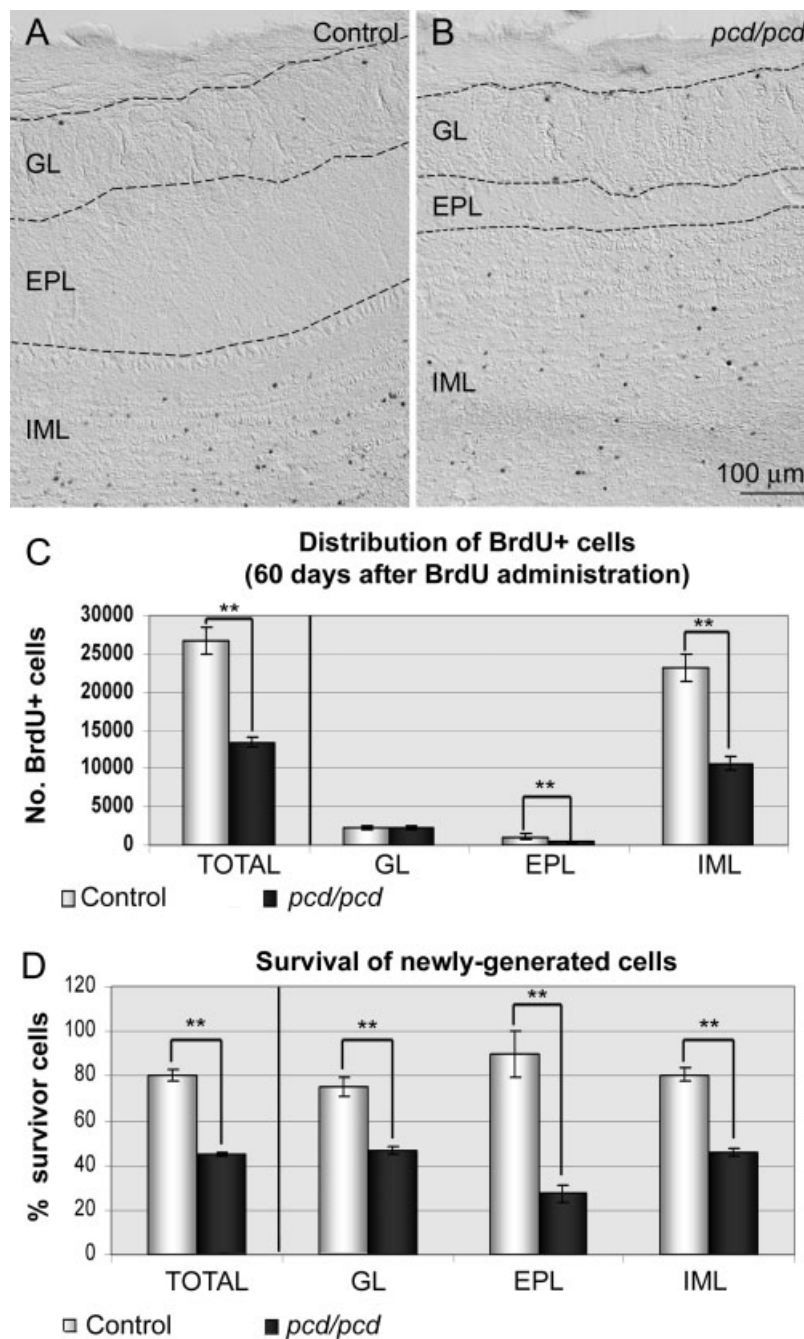 A Control
GL
EPL
IML
B pcd/pcd
GL
EPL
IML
100 μm
C Distribution of BrdU+ cells
(60 days after BrdU administration)
No. BrdU+ cells
30000
25000
20000
15000
10000
5000
0
** ** **
TOTAL GL EPL IML
Control pcd/pcd
D Survival of newly-generated cells
% survivor cells
120
100
80
60
40
20
0
** ** ** **
TOTAL GL EPL IML
Control pcd/pcd